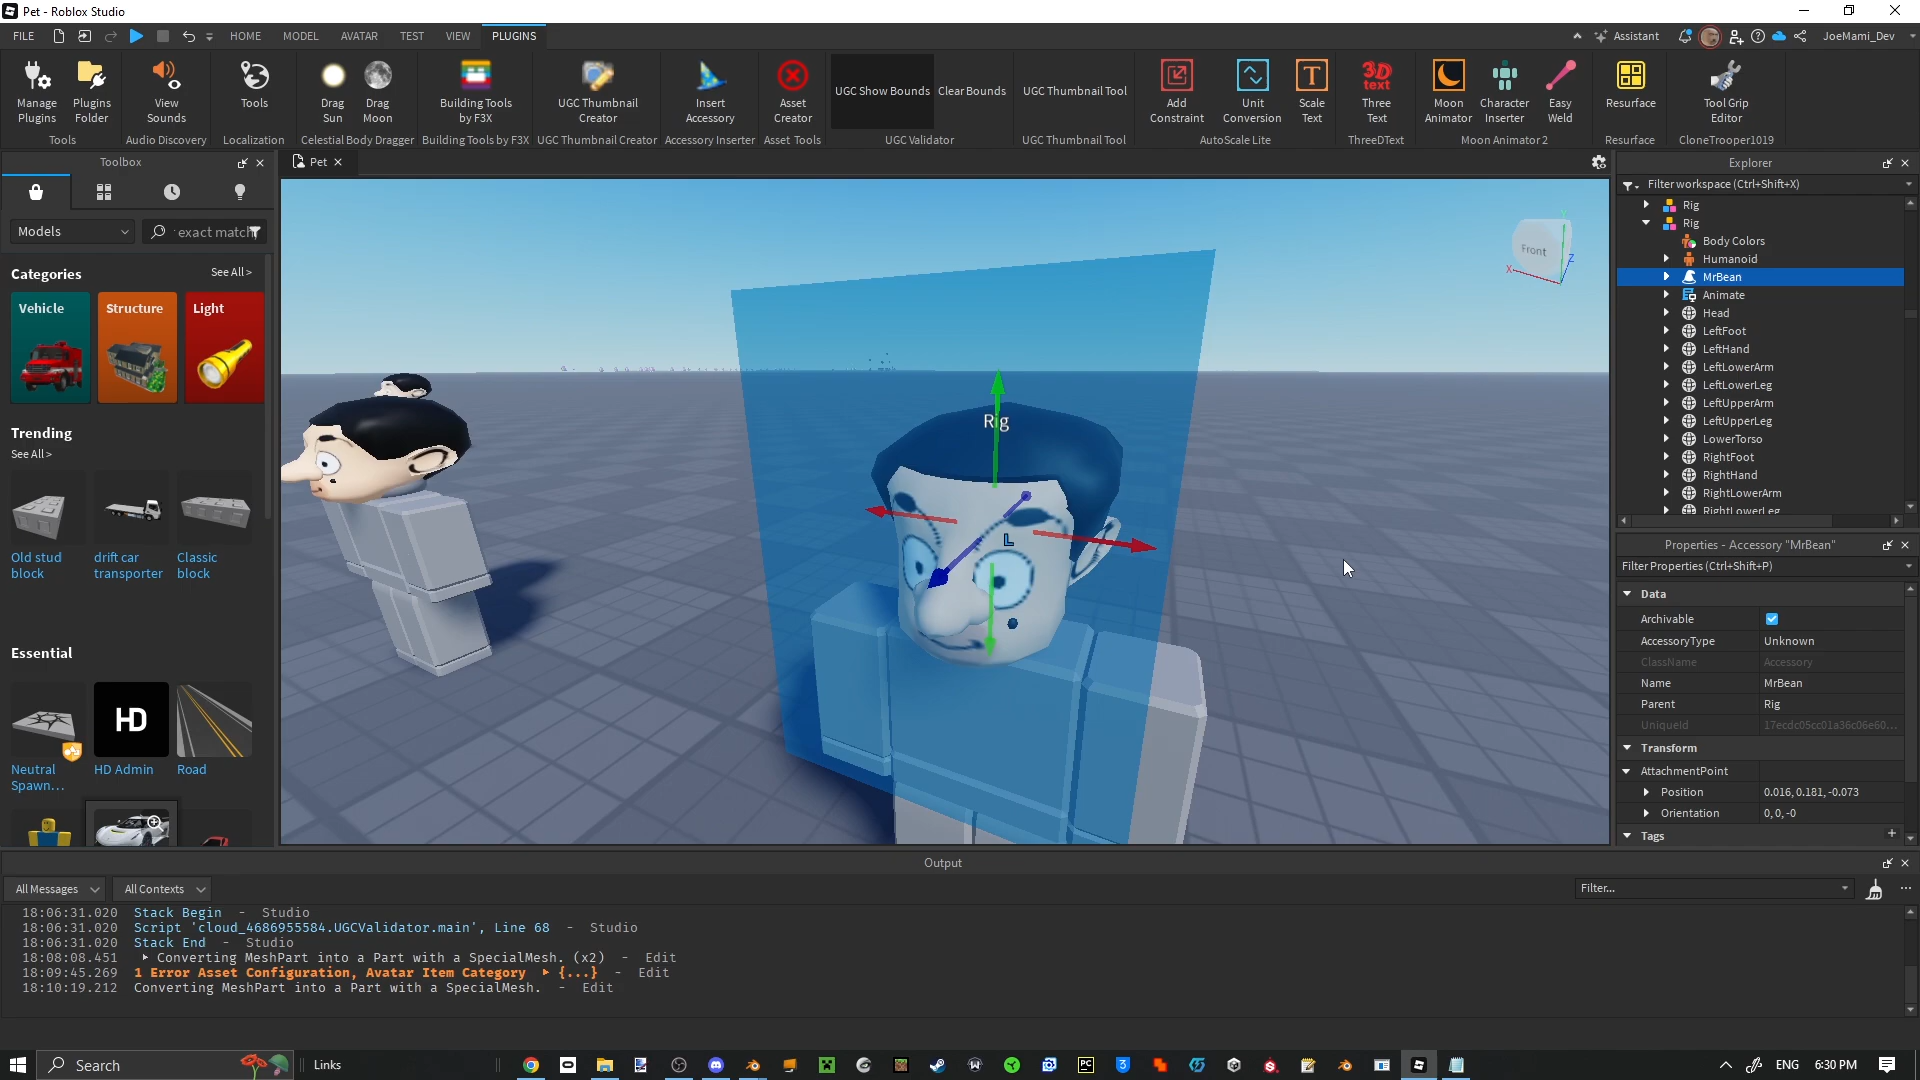 Pet - Roblox Studio
FILE HOME MODEL AVATAR TEST VIEW PLUGINS Assistant JoeMami_Dev
Manage Plugins
Plugins Folder
View Sounds
Tools
Drag Sun
Drag Moon
Building Tools by F3X
UGC Thumbnail Creator
Insert Accessory
Asset Creator
UGC Show Bounds
Clear Bounds
UGC Thumbnail Tool
Add Constraint
Unit Conversion
Scale Text
3D text
Three Text
Moon Animator
Character Inserter
Easy Weld
Resurface
Tool Grip Editor
Tools Audio Discovery Localization Celestial Body Dragger Building Tools by F3X UGC Thumbnail Creator Accessory Inserter Asset Tools UGC Validator UGC Thumbnail Tool AutoScale Lite ThreeDText Moon Animator 2 Resurface CloneTrooper1019
Toolbox
Models
exact match
Categories See All >
Vehicle Structure Light
Trending
See All >
Old stud block
drift car transporter
Classic block
Essential
HD
Neutral Spawn...
HD Admin
Road
Pet
Front
X
Z
Rig
L
Explorer
Filter workspace (Ctrl+Shift+X)
Rig
Rig
Body Colors
Humanoid
MrBean
Animate
Head
LeftFoot
LeftHand
LeftLowerArm
LeftLowerLeg
LeftUpperArm
LeftUpperLeg
LowerTorso
RightFoot
RightHand
RightLowerArm
RightLowerLeg
Properties - Accessory "MrBean"
Filter Properties (Ctrl+Shift+P)
Data
Archivable
AccessoryType Unknown
ClassName Accessory
Name MrBean
Parent Rig
UniqueId 17ecdc05cc01a36c06e60...
Transform
AttachmentPoint
Position 0.016, 0.181, -0.073
Orientation 0, 0, -0
Tags +
Output
All Messages All Contexts Filter...
18:06:31.020 Stack Begin - Studio
18:06:31.020 Script 'cloud_4686955584.UGCValidator.main', Line 68 - Studio
18:06:31.020 Stack End - Studio
18:08:08.451 Converting MeshPart into a Part with a SpecialMesh. (x2) - Edit
18:09:45.269 1 Error Asset Configuration, Avatar Item Category {...} - Edit
18:10:19.212 Converting MeshPart into a Part with a SpecialMesh. - Edit
Search Links ENG 6:30 PM